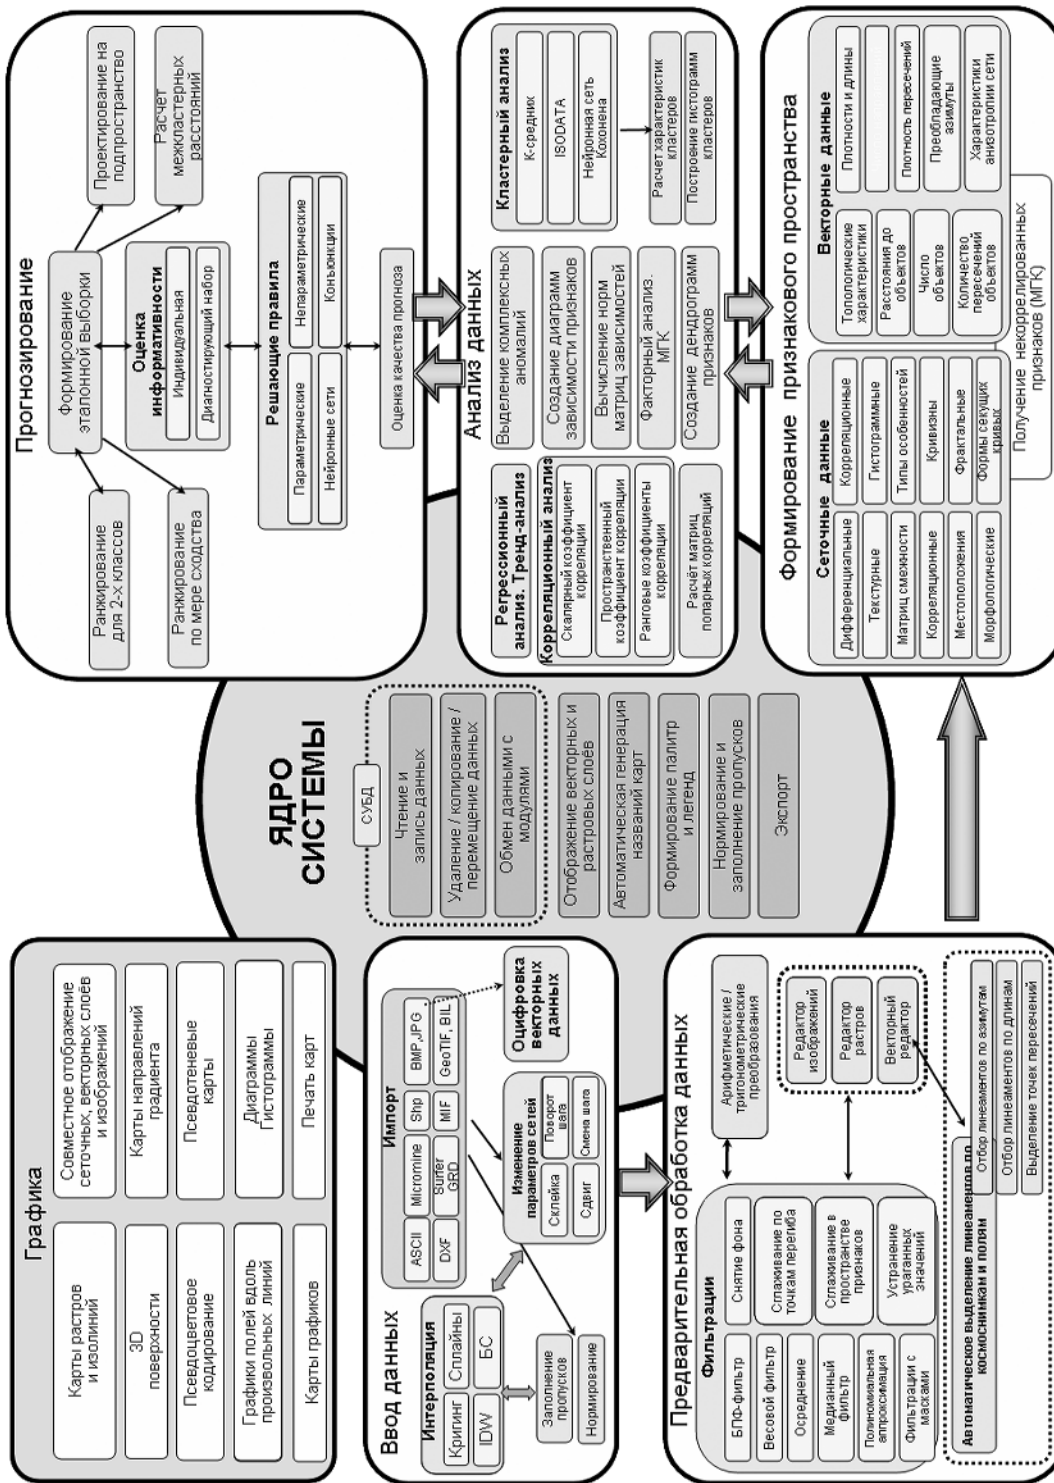 Графика
Карты растров
и изолиний
3D
поверхности
Псевдоцветовое
кодирование
Графики полей вдоль
произвольных линий
Карты графиков
Совместное отображение
сеточных, векторных слоёв
и изображений
Карты направлений
градиента
Псевдотеневые
карты
Диаграммы
Гистограммы
Печать карт
ЯДРО
СИСТЕМЫ
СУБД
Чтение и
запись данных
Удаление / копирование /
перемещение данных
Обмен данными с
модулями
Отображение векторных и
растровых слоёв
Автоматическая генерация
названий карт
Формирование палитр
и легенд
Нормирование и
заполнение пропусков
Экспорт
Прогнозирование
Ранжирование
для 2-х классов
Ранжирование
по мере сходства
Формирование
эталонной выборки
Проектирование на
подпространство
Расчет
межкластерных
расстояний
Оценка
информативности
Индивидуальная
Диагностирующий набор
Решающие правила
Параметрические
Непараметрические
Нейронные сети
Конъюнкции
Оценка качества прогноза
Ввод данных
Интерполяция
Кригинг
Сплайны
IDW
БС
Импорт
ASCII
Micromine
Shp
BMP,JPG
DXF
Surfer
GRD
MIF
GeoTIF, BIL
Оцифровка
векторных
данных
Изменение
параметров сетей
Склейка
Поворот
шага
Сдвиг
Смена шага
Заполнение
пропусков
Нормирование
Анализ данных
Регрессионный
анализ. Тренд-анализ
Корреляционный анализ
Скалярный коэффициент
корреляции
Пространственный
коэффициент корреляции
Ранговые коэффициенты
корреляции
Расчёт матриц
попарных корреляций
Выделение комплексных
аномалий
Создание диаграмм
зависимости признаков
Вычисление норм
матриц зависимостей
Факторный анализ.
МГК
Создание дендрограмм
признаков
Кластерный анализ
К-средних
ISODATA
Нейронная сеть
Кохонена
Расчет характеристик
кластеров
Построение гистограмм
кластеров
Предварительная обработка данных
Фильтрации
БПФ-фильтр
Весовой фильтр
Осреднение
Медианный
фильтр
Полиномиальная
аппроксимация
Фильтрации с
масками
Снятие фона
Сглаживание по
точкам перегиба
Сглаживание в
пространстве
признаков
Устранение
ураганных
значений
Арифметические /
тригонометрические
преобразования
Редактор
изображений
Редактор
растров
Векторный
редактор
Автоматическое выделение линеаментов по
космоснимкам и полям
Отбор линеаментов по азимутам
Отбор линеаментов по длинам
Выделение точек пересечений
Формирование признакового пространства
Сеточные данные
Дифференциальные
Текстурные
Матриц смежности
Корреляционные
Местоположения
Морфологические
Корреляционные
Гистограммные
Типы особенностей
Кривизны
Фрактальные
Формы секущих
кривых
Векторные данные
Топологические
характеристики
Расстояния до
объектов
Число
объектов
Количество
пересечений
объектов
Плотности и длины
Плотность пересечений
Преобладающие
азимуты
Характеристики
анизотропии сети
Получение некоррелированных
признаков (МГК)